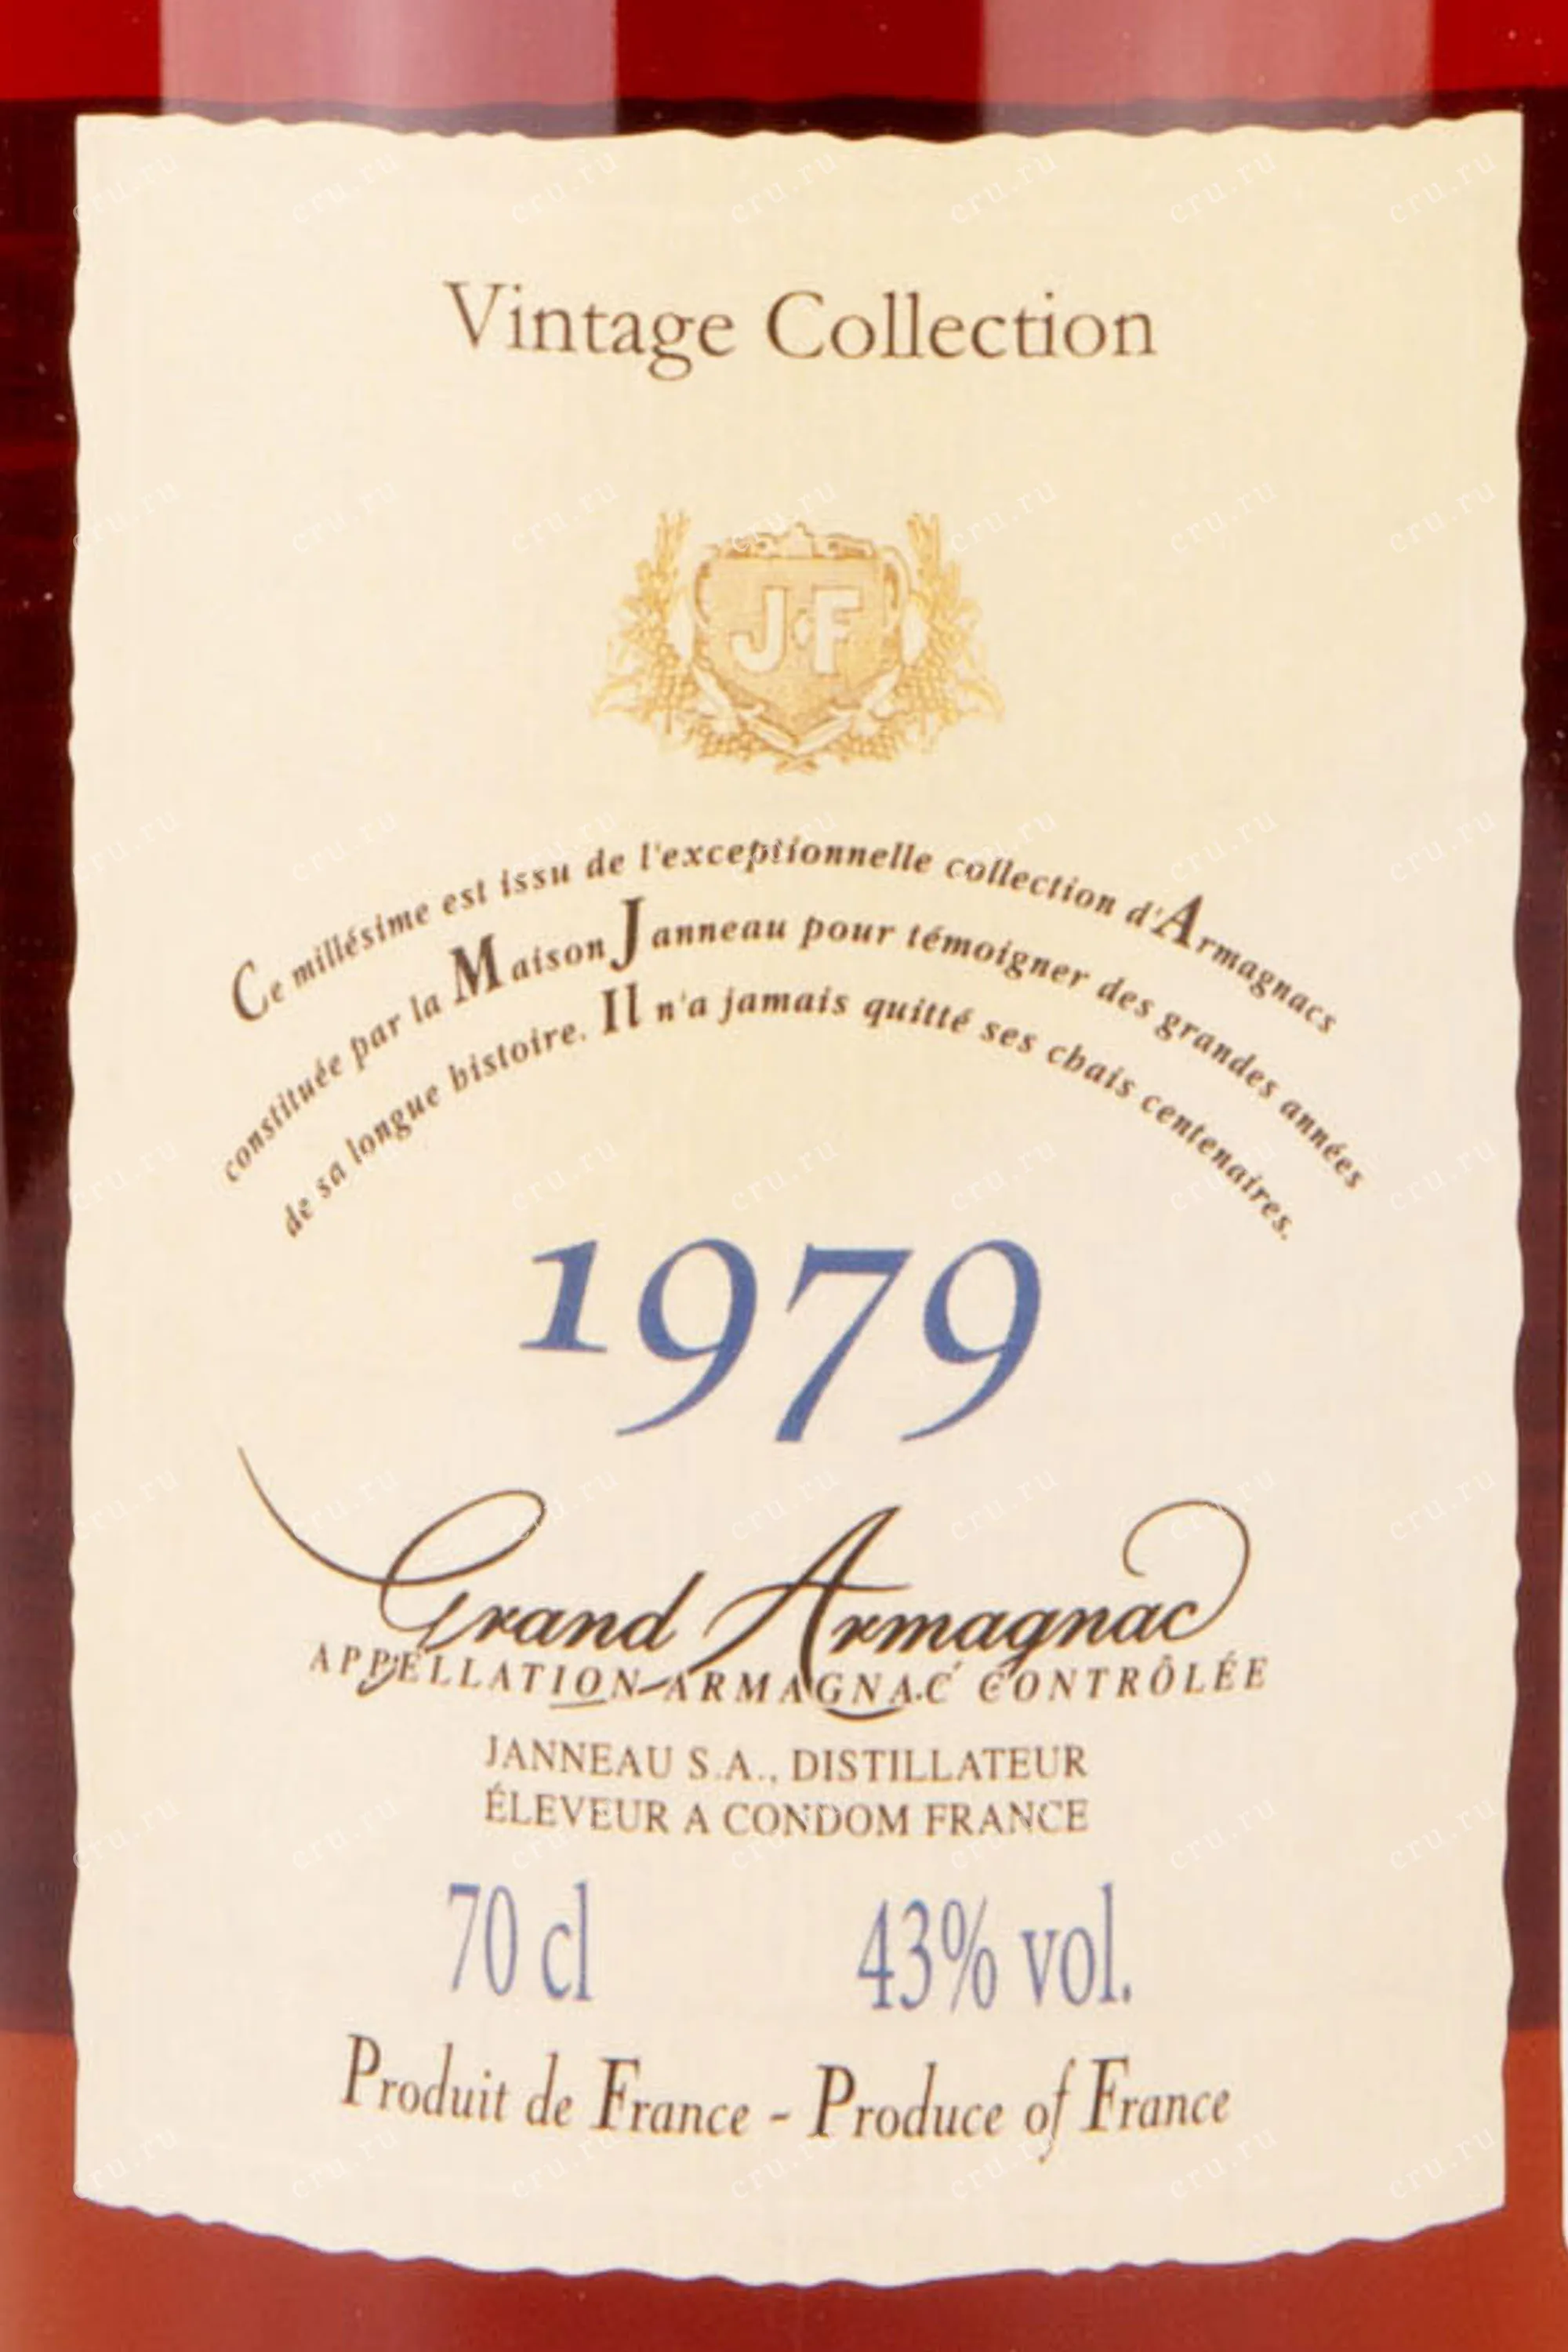 Vintage Collection
J·F
Ce millésime est issu de l'exceptionnelle collection d'Armagnacs
constituée par la Maison Janneau pour témoigner des grandes années
de sa longue histoire. Il n'a jamais quitté ses chais centenaires.
1979
Grand Armagnac
APPELLATION ARMAGNAC CONTRÔLÉE
JANNEAU S.A., DISTILLATEUR
ÉLEVEUR A CONDOM FRANCE
70 cl 43% vol.
Produit de France - Produce of France
cru.ru